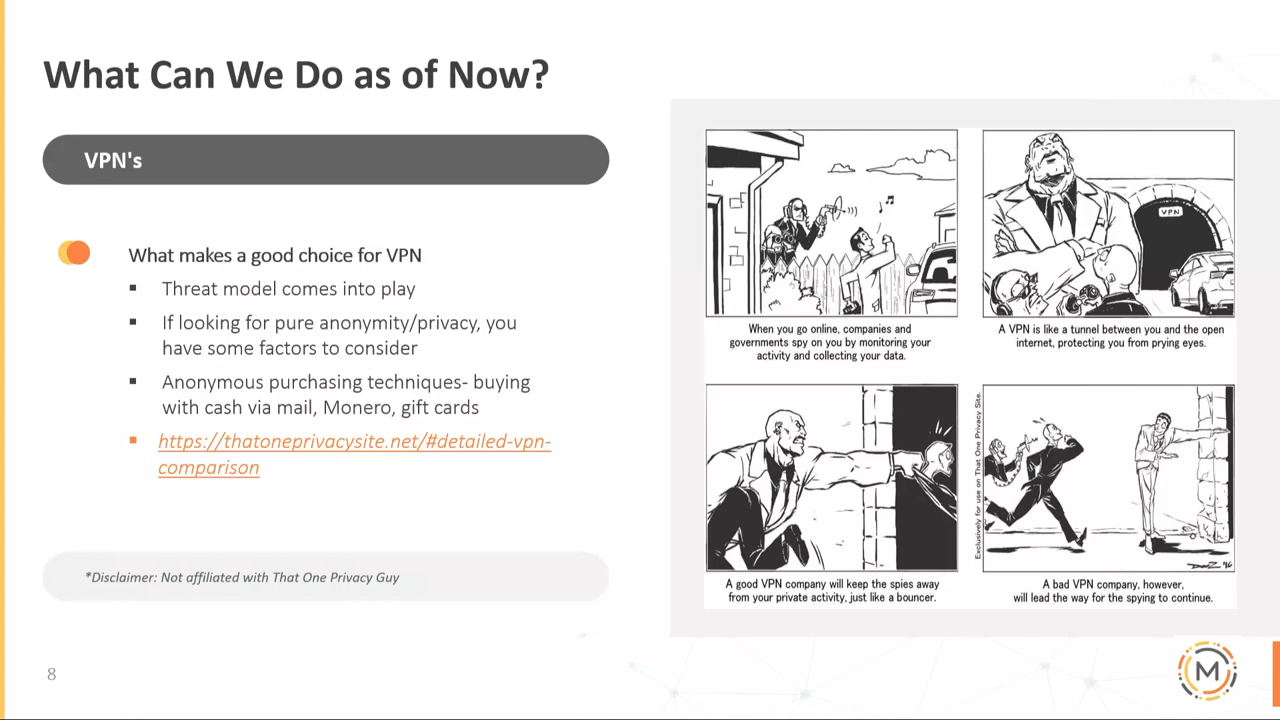 What Can We Do as of Now?
VPN's
What makes a good choice for VPN
Threat model comes into play
If looking for pure anonymity/privacy, you
have some factors to consider
Anonymous purchasing techniques- buying
with cash via mail, Monero, gift cards
https://thatoneprivacysite.net/#detailed-vpn-
comparison
*Disclaimer: Not affiliated with That One Privacy Guy
8
When you go online, companies and
governments spy on you by monitoring your
activity and collecting your data.
VPN
A VPN is like a tunnel between you and the open
internet, protecting you from prying eyes.
A good VPN company will keep the spies away
from your private activity, just like a bouncer.
Exclusively for use on That One Privacy Site.
A bad VPN company, however,
will lead the way for the spying to continue.
M